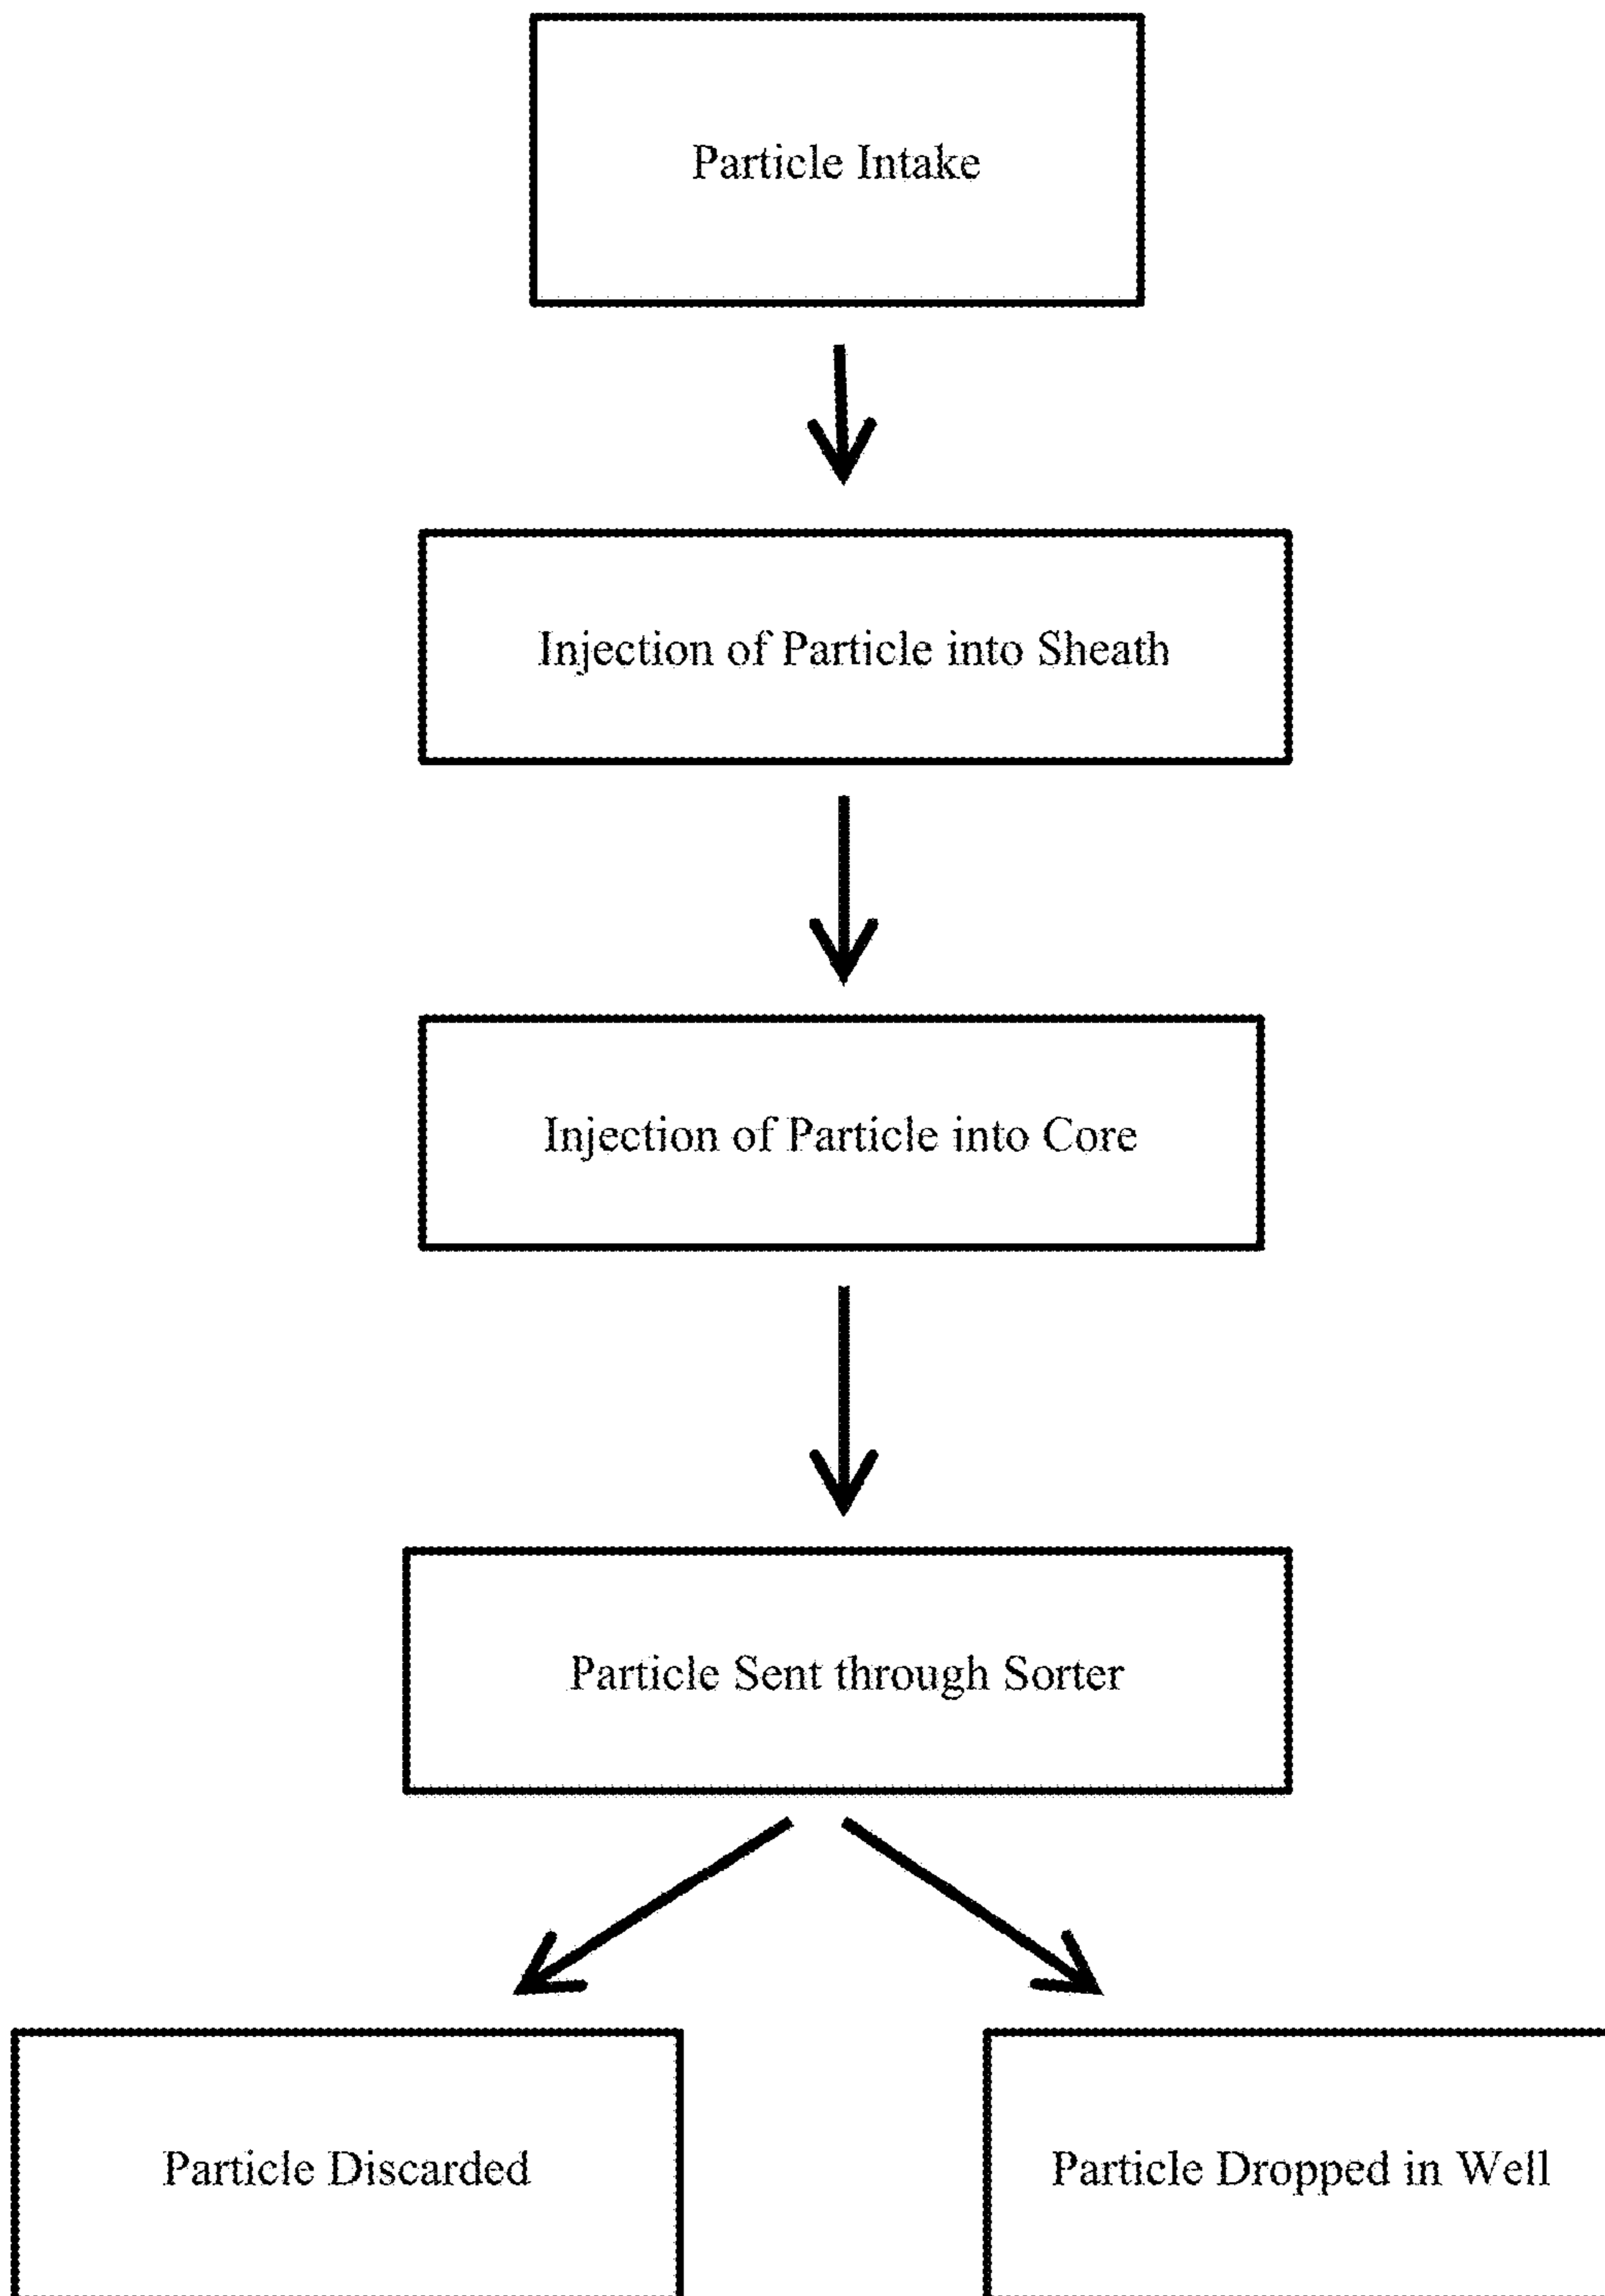 Particle Intake
Injection of Particle into Sheath
Injection of Particle into Core
Particle Sent through Sorter
Particle Discarded
Particle Dropped in Well